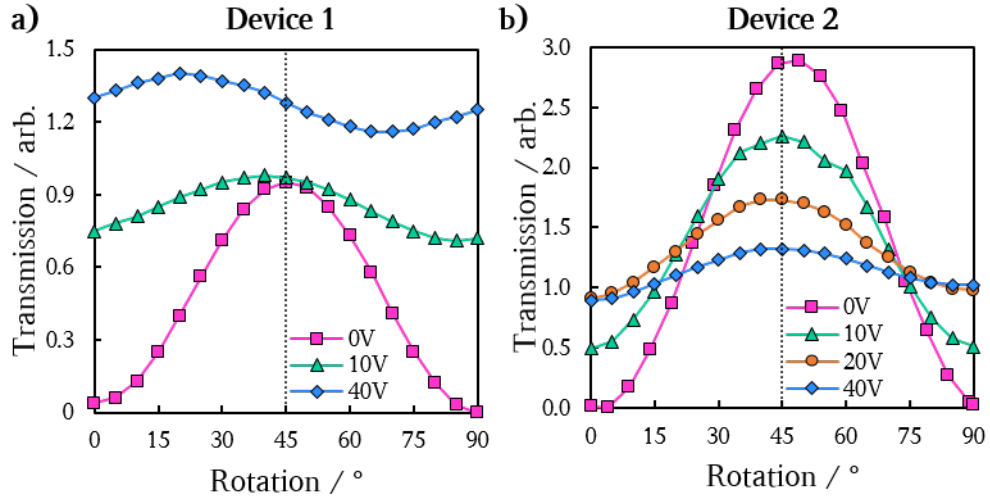 a)
Device 1
Transmission / arb.
1.5
1.2
0.9
0.6
0.3
0
0V
10V
40V
0 15 30 45 60 75 90
Rotation / °
b)
Device 2
Transmission / arb.
3.0
2.5
2.0
1.5
1.0
0.5
0.0
0V
10V
20V
40V
0 15 30 45 60 75 90
Rotation / °